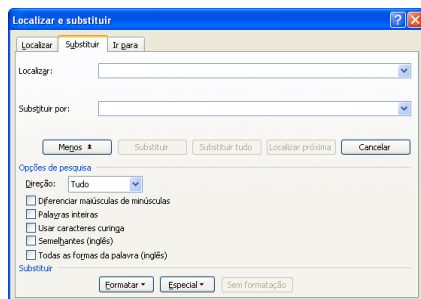 Localizar e substituir
Localizar Substituir Ir para
Localizar:
Substituir por:
Menos Substituir Substituir tudo Localizar próxima Cancelar
Opções de pesquisa
Direção: Tudo
Diferenciar maiúsculas de minúsculas
Palavras inteiras
Usar caracteres curinga
Semelhantes (inglês)
Todas as formas da palavra (inglês)
Substituir
Formatar Especial Sem formatação